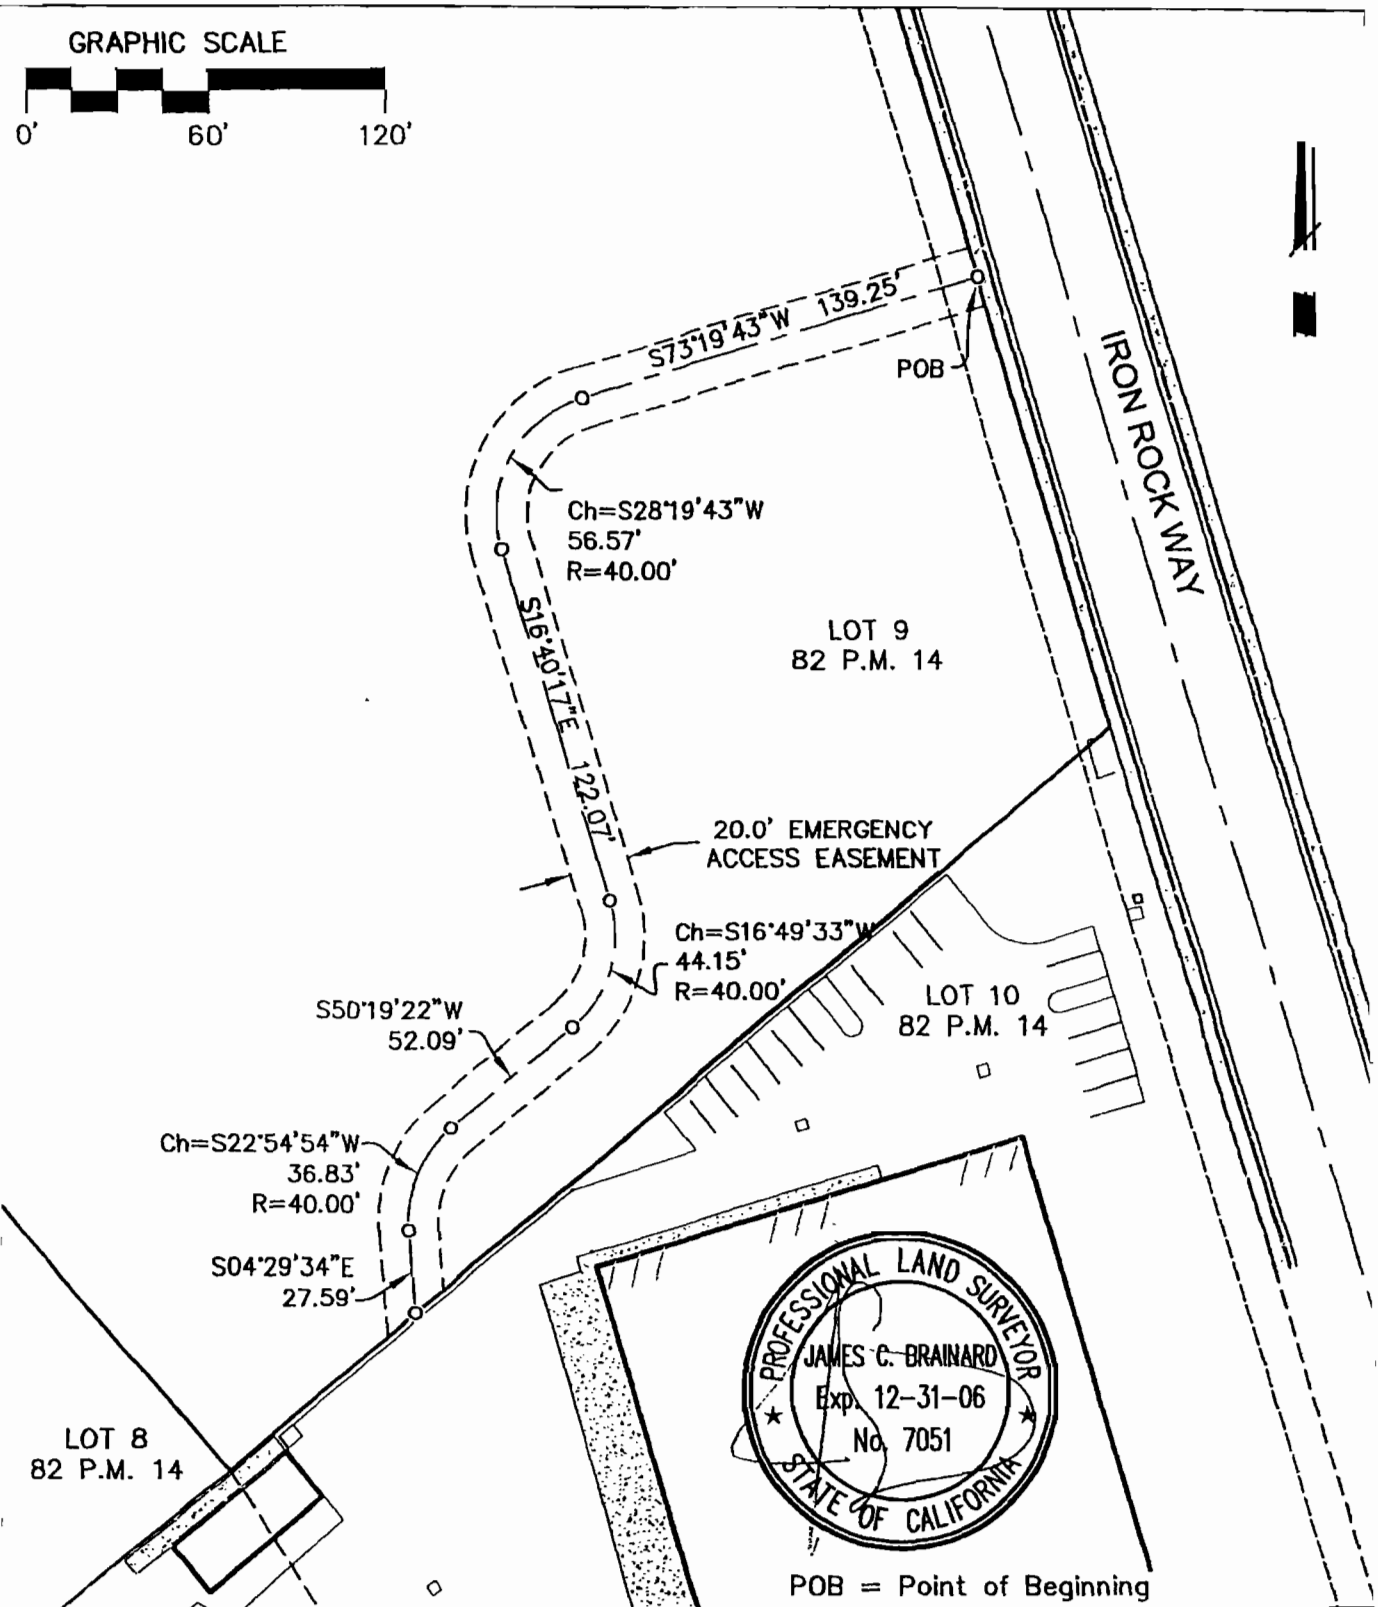 GRAPHIC SCALE
0' 60' 120'
S73°19'43"W 139.25'
POB
IRON ROCK WAY
Ch=S28°19'43"W
56.57'
R=40.00'
S16°40'17"E 122.07'
LOT 9
82 P.M. 14
20.0' EMERGENCY
ACCESS EASEMENT
Ch=S16°49'33"W
44.15'
R=40.00'
S50°19'22"W
52.09'
LOT 10
82 P.M. 14
Ch=S22°54'54"W
36.83'
R=40.00'
S04°29'34"E
27.59'
LOT 8
82 P.M. 14
PROFESSIONAL LAND SURVEYOR
JAMES C. BRAINARD
Exp. 12-31-06
No. 7051
STATE OF CALIFORNIA
POB = Point of Beginning